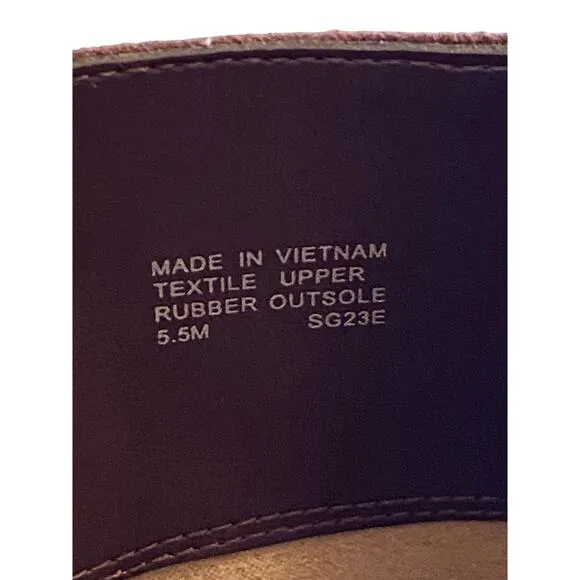 MADE IN VIETNAM
TEXTILE UPPER
RUBBER OUTSOLE
5.5M SG23E